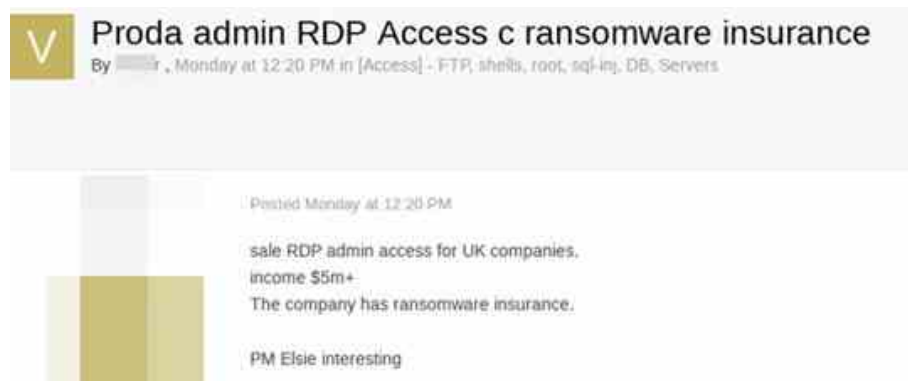 V
Proda admin RDP Access c ransomware insurance
By r , Monday at 12:20 PM in [Access] - FTP, shells, root, sql-inj, DB, Servers
Posted Monday at 12:20 PM
sale RDP admin access for UK companies.
income $5m+
The company has ransomware insurance.
PM Elsie interesting